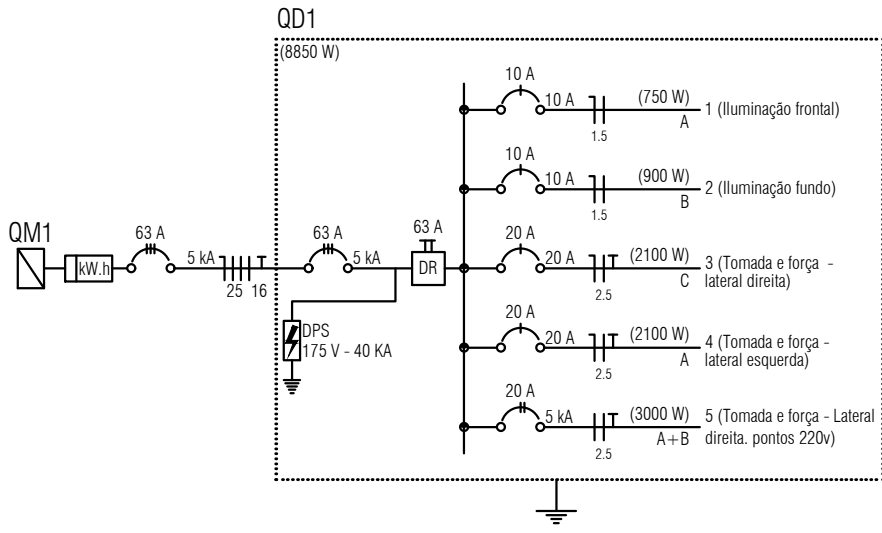 QD1
(8850 W)
10 A
10 A
(750 W)
A
1 (Iluminação frontal)
1.5
10 A
10 A
(900 W)
B
2 (Iluminação fundo)
1.5
QM1
kW.h
63 A
5 kA
25 16
63 A
5 kA
63 A
DR
20 A
20 A
(2100 W)
C
3 (Tomada e força -
lateral direita)
2.5
DPS
175 V - 40 KA
20 A
20 A
(2100 W)
A
4 (Tomada e força -
lateral esquerda)
2.5
20 A
5 kA
(3000 W)
A+B
5 (Tomada e força - Lateral
direita. pontos 220v)
2.5